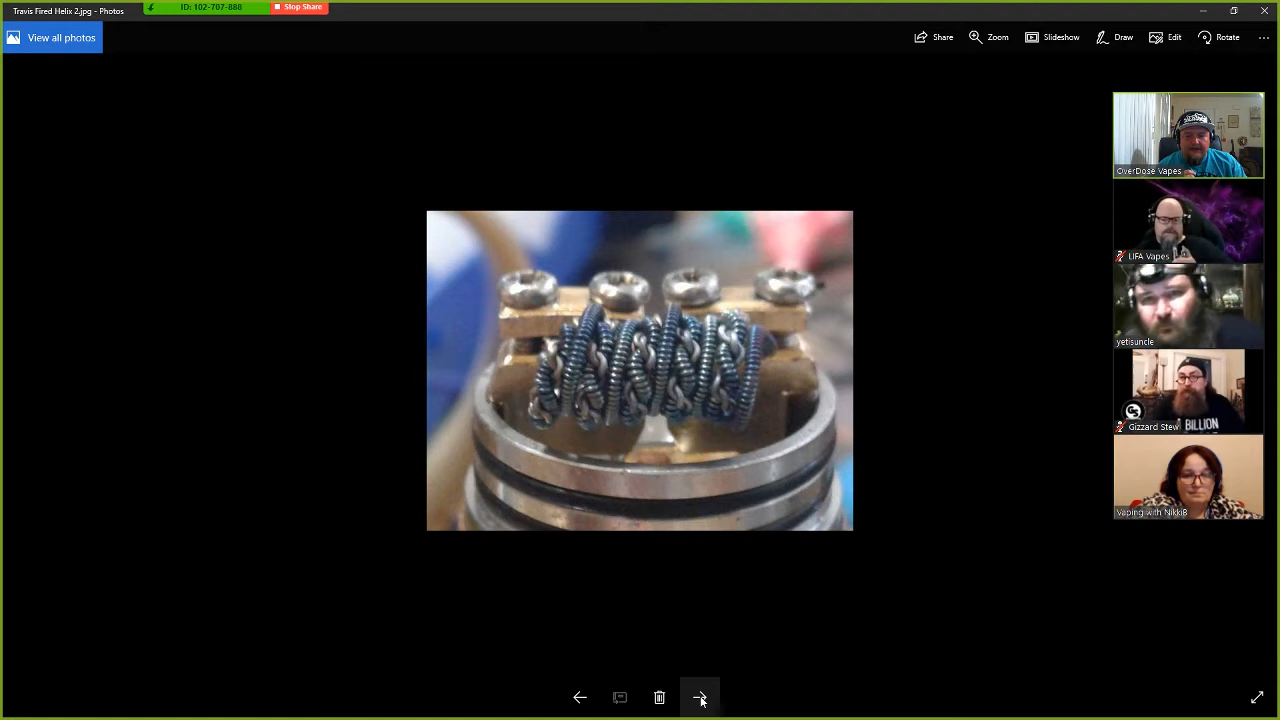 Travis Fired Helix 2.jpg - Photos
ID: 102-707-888
Stop Share
View all photos
Share
Zoom
Slideshow
Draw
Edit
Rotate
OverDose Vapes
LIFA Vapes
yetisuncle
Gizzard Stew
BILLION
Vaping with NikkiB